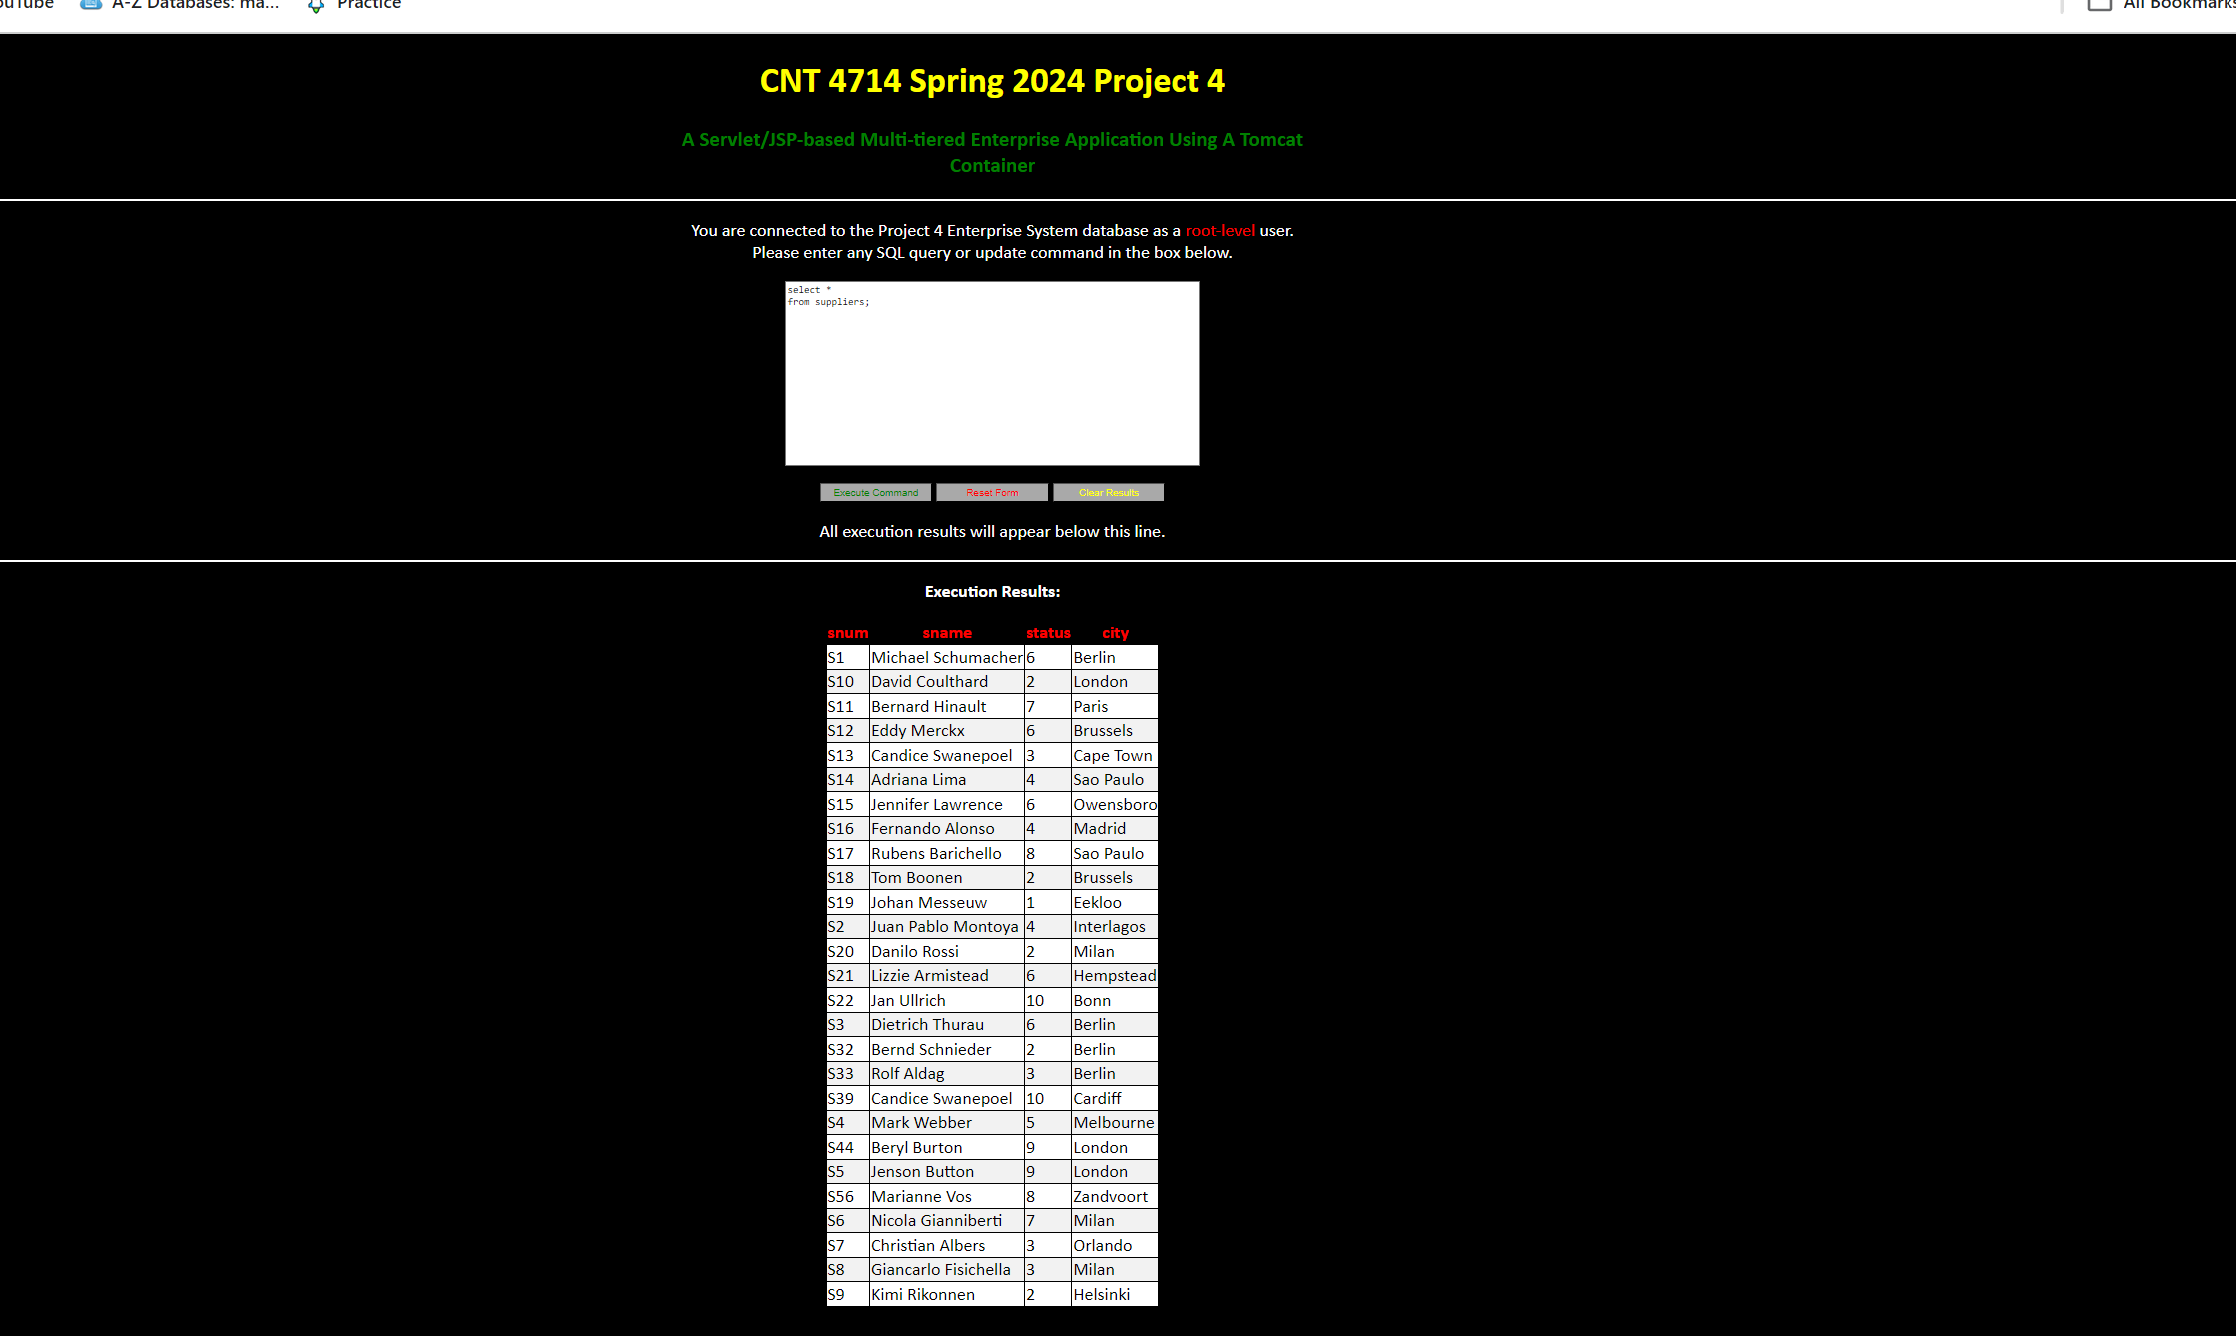 A-Z Databases: ma... Practice All Bookmarks
CNT 4714 Spring 2024 Project 4
A Servlet/JSP-based Multi-tiered Enterprise Application Using A Tomcat
Container
You are connected to the Project 4 Enterprise System database as a root-level user.
Please enter any SQL query or update command in the box below.
select *
from suppliers;
Execute Command Reset Form Clear Results
All execution results will appear below this line.
Execution Results:
snum sname status city
S1 Michael Schumacher 6 Berlin
S10 David Coulthard 2 London
S11 Bernard Hinault 7 Paris
S12 Eddy Merckx 6 Brussels
S13 Candice Swanepoel 3 Cape Town
S14 Adriana Lima 4 Sao Paulo
S15 Jennifer Lawrence 6 Owensboro
S16 Fernando Alonso 4 Madrid
S17 Rubens Barichello 8 Sao Paulo
S18 Tom Boonen 2 Brussels
S19 Johan Messeuw 1 Eekloo
S2 Juan Pablo Montoya 4 Interlagos
S20 Danilo Rossi 2 Milan
S21 Lizzie Armistead 6 Hempstead
S22 Jan Ullrich 10 Bonn
S3 Dietrich Thurau 6 Berlin
S32 Bernd Schnieder 2 Berlin
S33 Rolf Aldag 3 Berlin
S39 Candice Swanepoel 10 Cardiff
S4 Mark Webber 5 Melbourne
S44 Beryl Burton 9 London
S5 Jenson Button 9 London
S56 Marianne Vos 8 Zandvoort
S6 Nicola Gianniberti 7 Milan
S7 Christian Albers 3 Orlando
S8 Giancarlo Fisichella 3 Milan
S9 Kimi Rikonnen 2 Helsinki